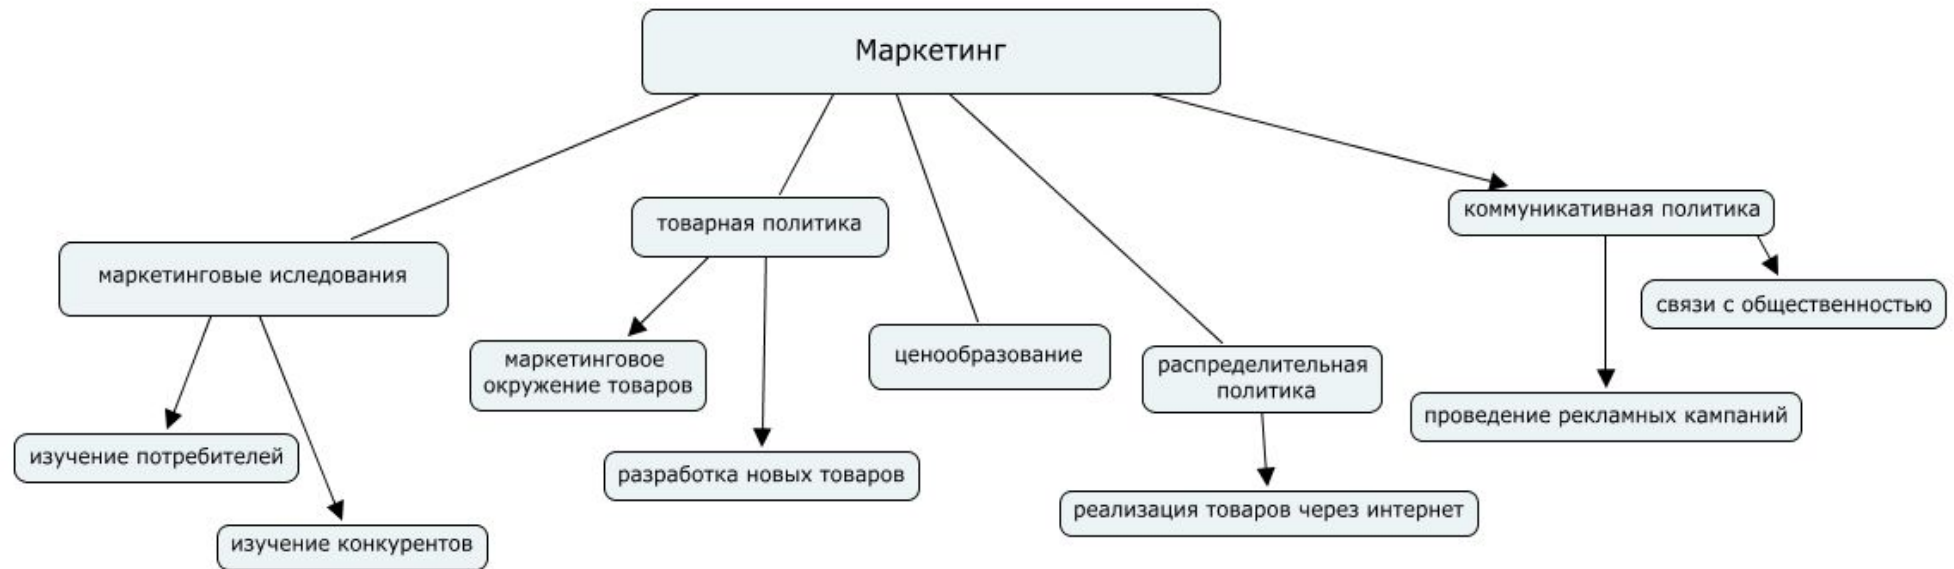 Маркетинг
коммуникативная политика
товарная политика
маркетинговые иследования
связи с общественностью
ценообразование
маркетинговое
окружение товаров
распределительная
политика
проведение рекламных кампаний
изучение потребителей
разработка новых товаров
реализация товаров через интернет
изучение конкурентов